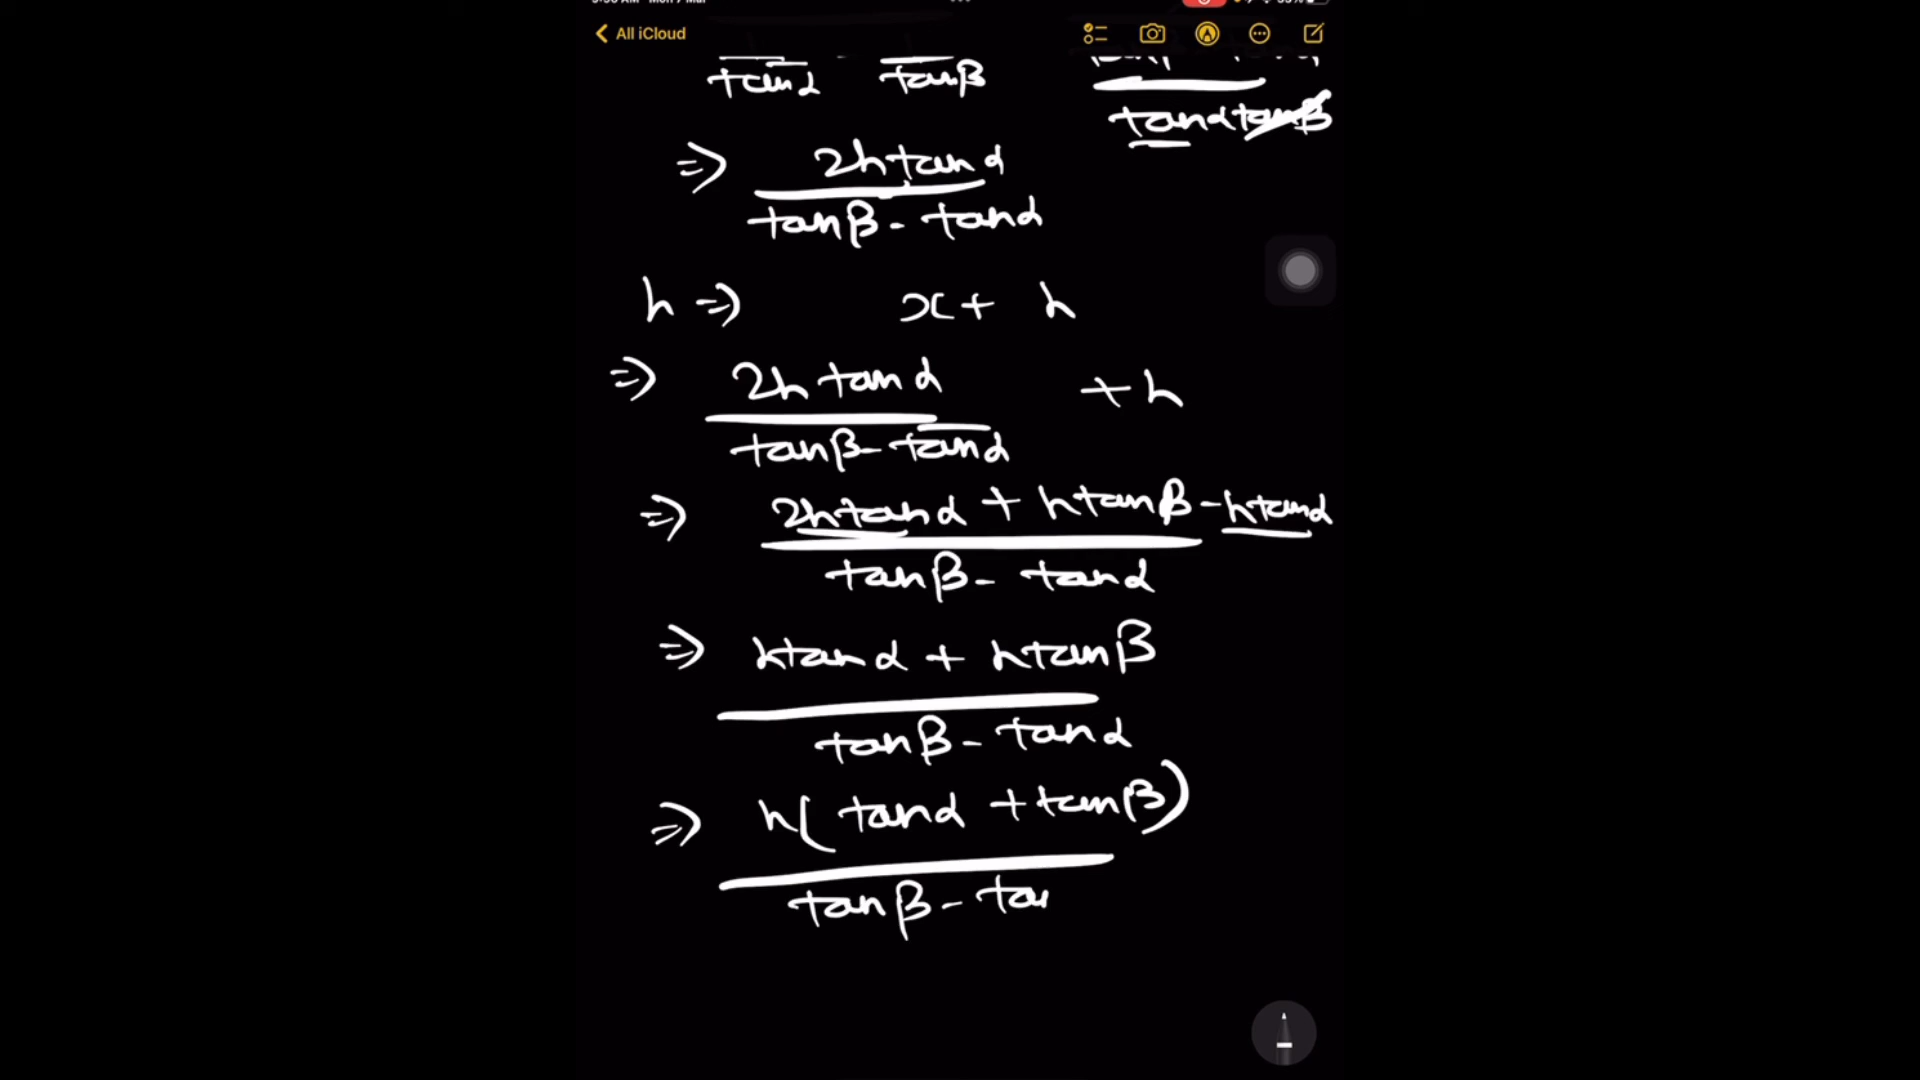 All iCloud
tanα tanβ
tanα tanβ
⇒ 2h tanα
tanβ - tanα
h ⇒ x + h
⇒ 2h tanα + h
tanβ - tanα
⇒ 2h tanα + h tanβ - h tanα
tanβ - tanα
⇒ h tanα + h tanβ
tanβ - tanα
⇒ h( tanα + tanβ)
tanβ - ta